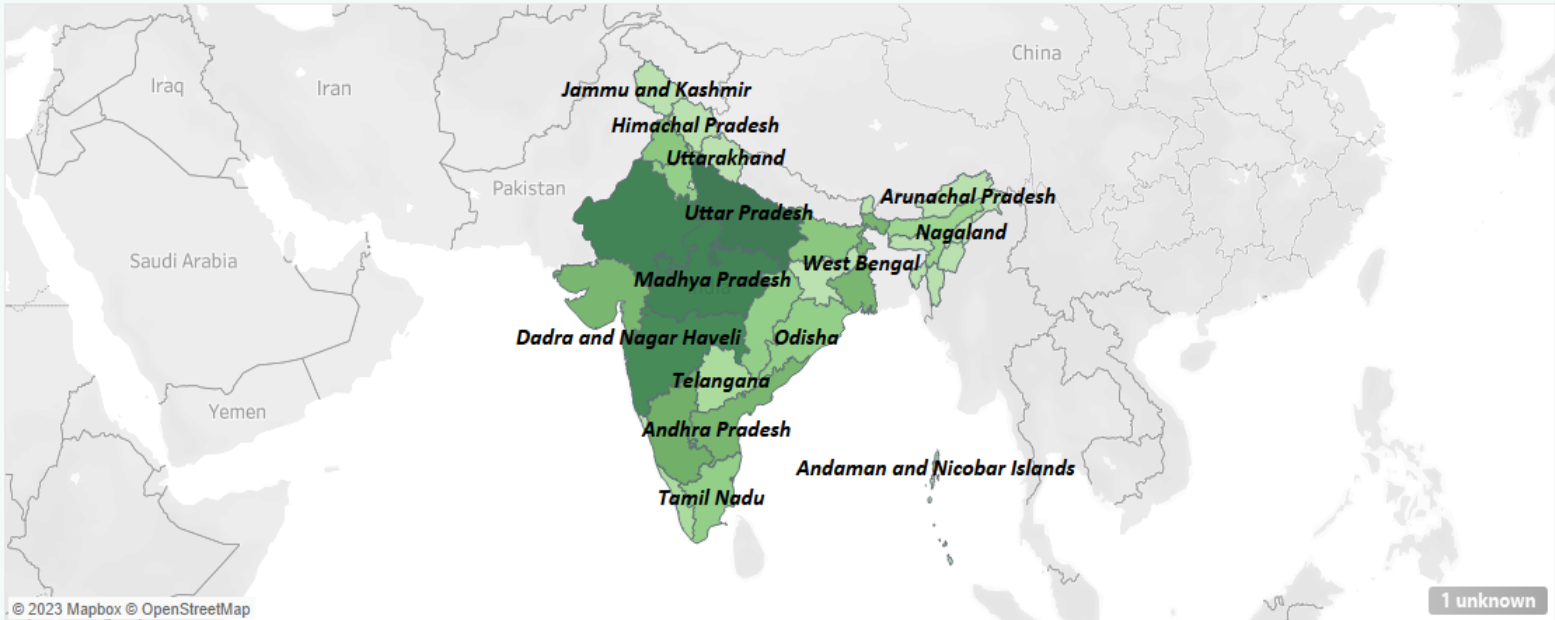 China
Iraq
Iran
Jammu and Kashmir
Himachal Pradesh
Uttarakhand
Pakistan
Arunachal Pradesh
Uttar Pradesh
Nagaland
Saudi Arabia
West Bengal
Madhya Pradesh
Dadra and Nagar Haveli
Odisha
Telangana
Yemen
Andhra Pradesh
Andaman and Nicobar Islands
Tamil Nadu
© 2023 Mapbox © OpenStreetMap
1 unknown